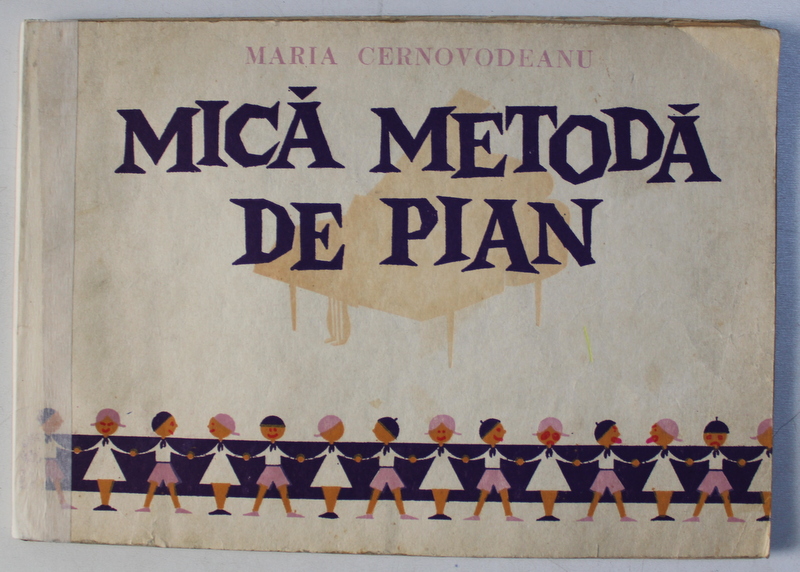 MARIA CERNOVODEANU
MICĂ METODĂ
DE PIAN